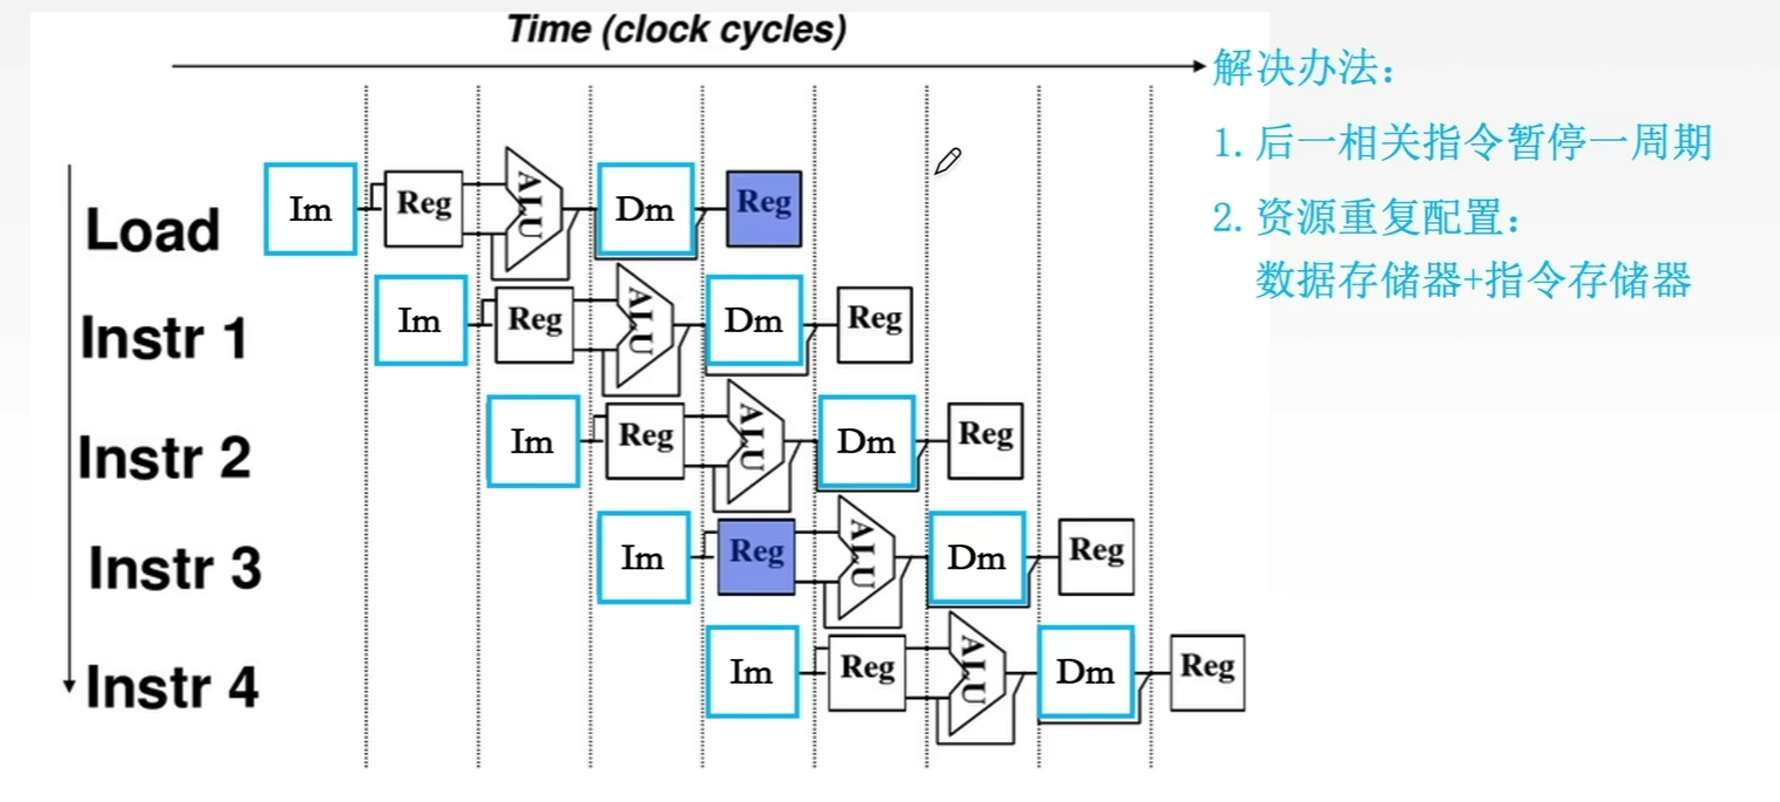 Time (clock cycles)
解决办法：
1. 后一相关指令暂停一周期
2. 资源重复配置：
数据存储器+指令存储器
Load Im Reg ALU Dm Reg
Instr 1 Im Reg ALU Dm Reg
Instr 2 Im Reg ALU Dm Reg
Instr 3 Im Reg ALU Dm Reg
Instr 4 Im Reg ALU Dm Reg